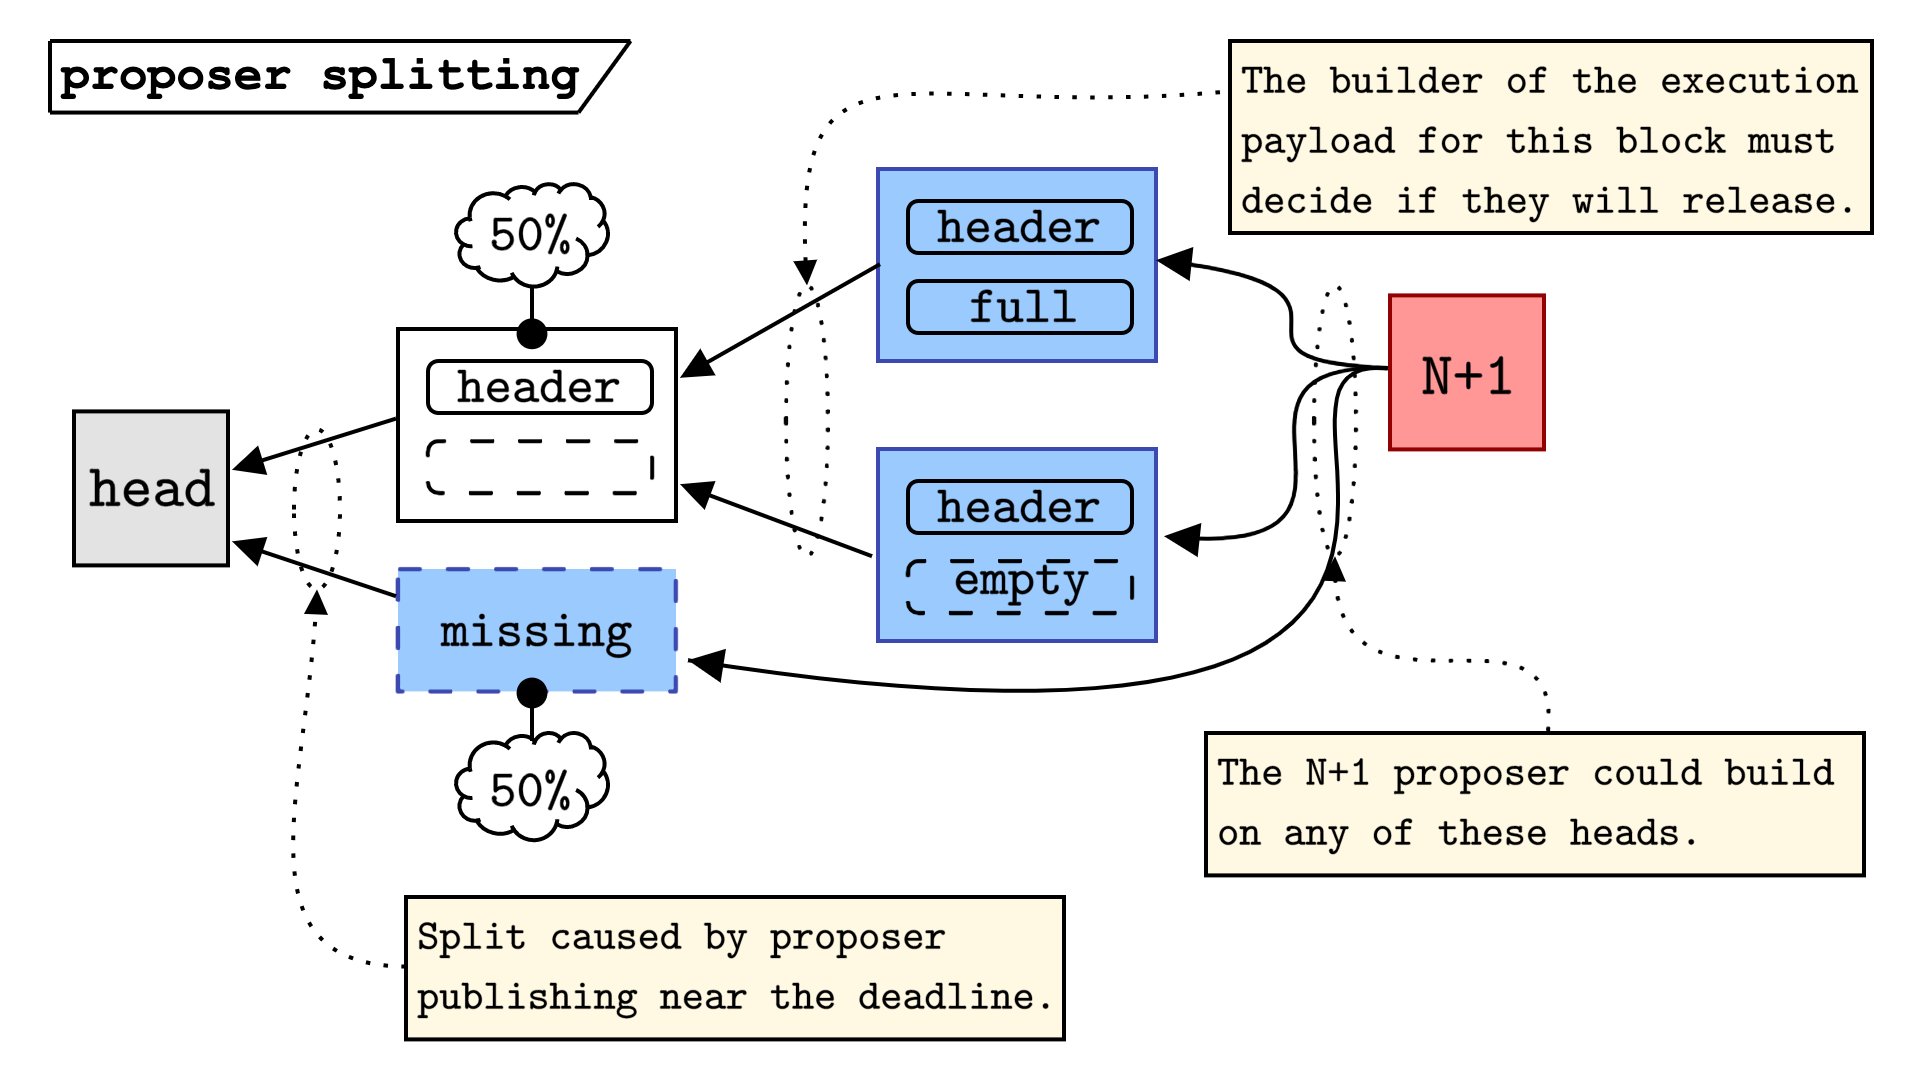 proposer splitting
The builder of the execution
payload for this block must
decide if they will release.
50%
header
full
header
N+1
head
header
empty
missing
50%
The N+1 proposer could build
on any of these heads.
Split caused by proposer
publishing near the deadline.